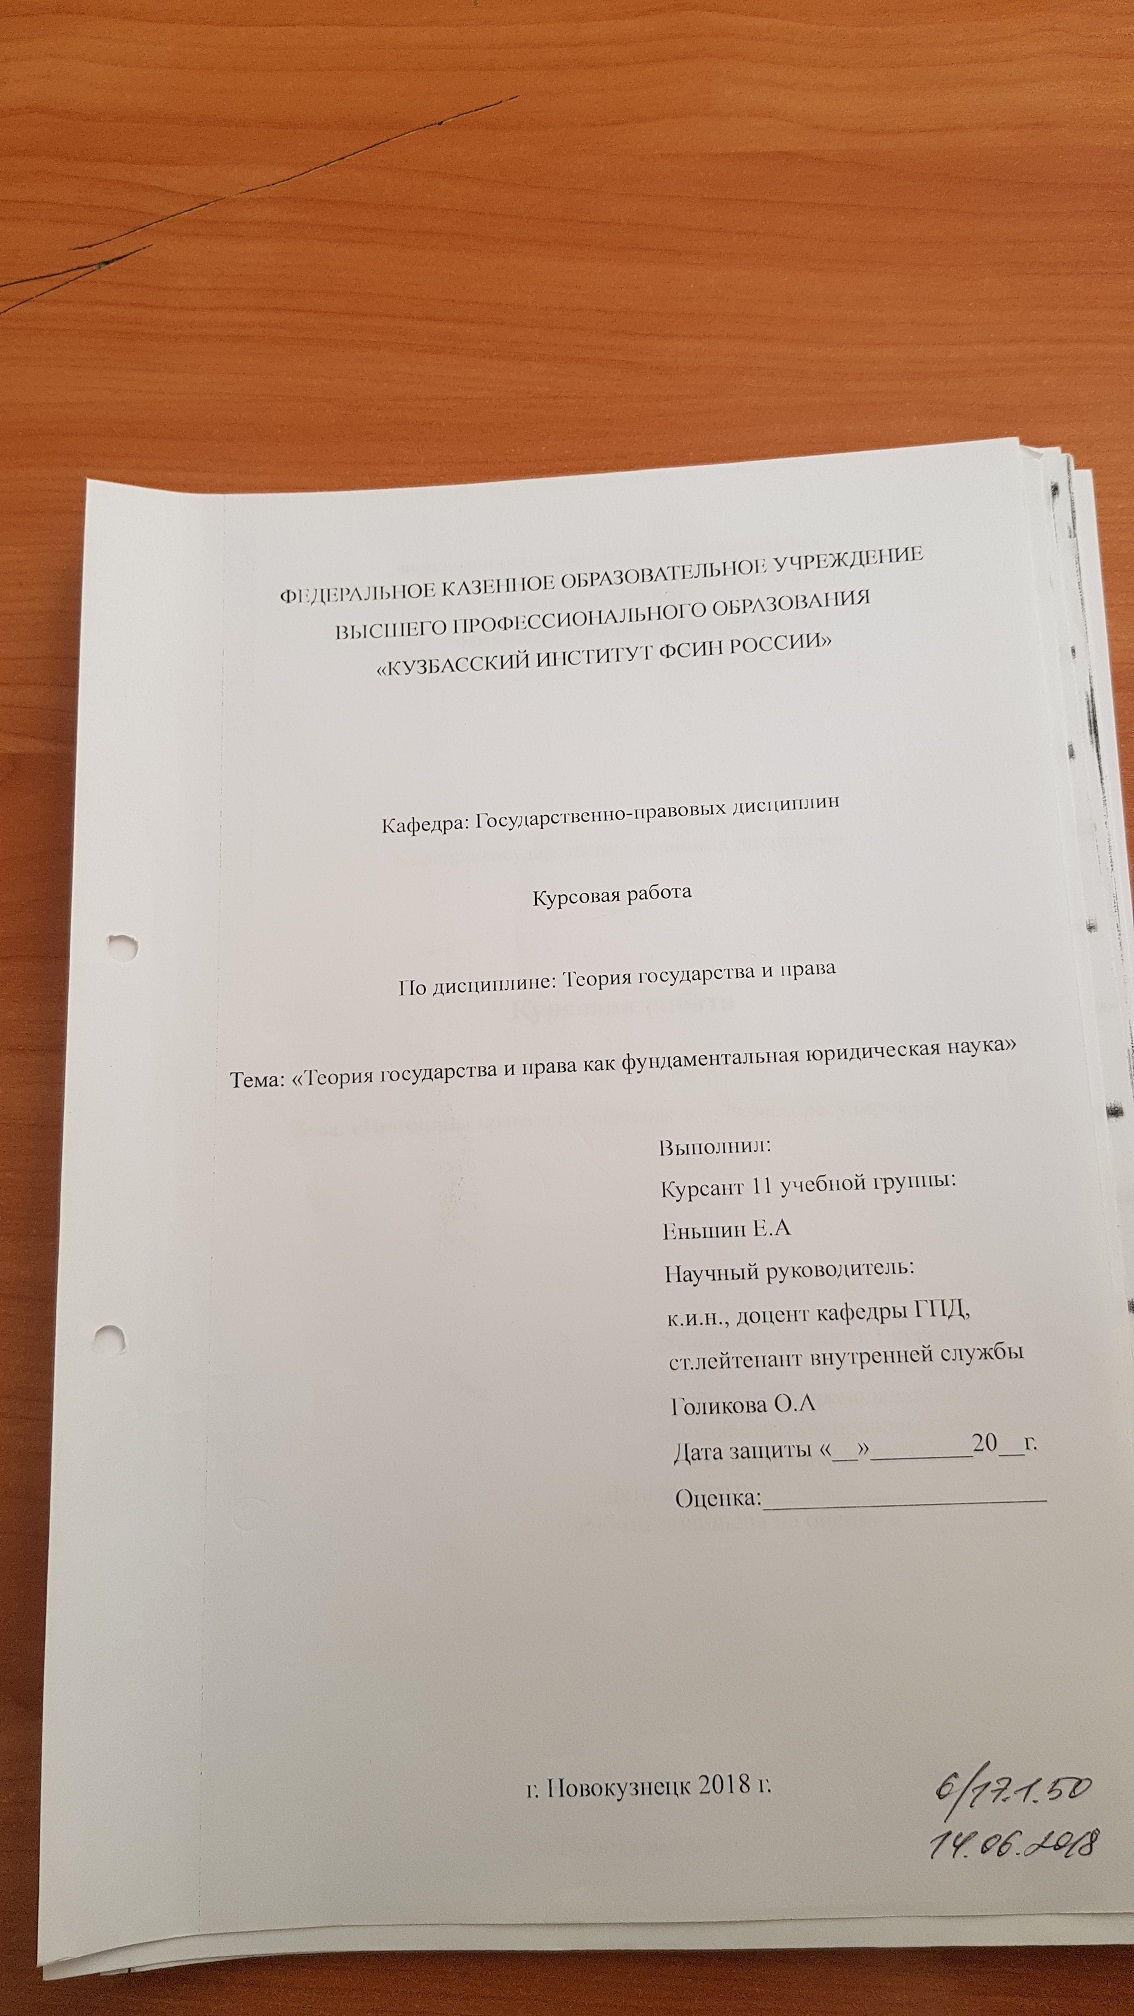 ФЕДЕРАЛЬНОЕ КАЗЕННОЕ ОБРАЗОВАТЕЛЬНОЕ УЧРЕЖДЕНИЕ
ВЫСШЕГО ПРОФЕССИОНАЛЬНОГО ОБРАЗОВАНИЯ
«КУЗБАССКИЙ ИНСТИТУТ ФСИН РОССИИ»
Кафедра: Государственно-правовых дисциплин
Курсовая работа
По дисциплине: Теория государства и права
Тема: «Теория государства и права как фундаментальная юридическая наука»
Выполнил:
Курсант 11 учебной группы:
Еньшин Е.А
Научный руководитель:
к.и.н., доцент кафедры ГПД,
ст.лейтенант внутренней службы
Голикова О.А
Дата защиты «__»________20__г.
Оценка:______________________
г. Новокузнецк 2018 г.
6/17.1.50
14.06.2018